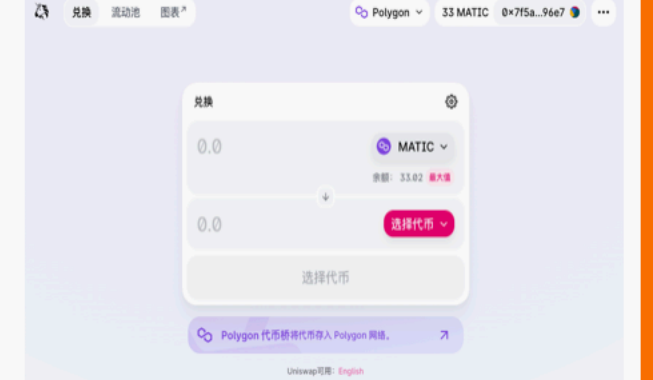 兑换 流动池 图表↗ Polygon 33 MATIC 0×7f5a...96e7 ...
兑换
0.0 MATIC
余额: 33.02 最大值
0.0 选择代币
选择代币
Polygon 代币桥将代币存入 Polygon 网络。
Uniswap可用: English